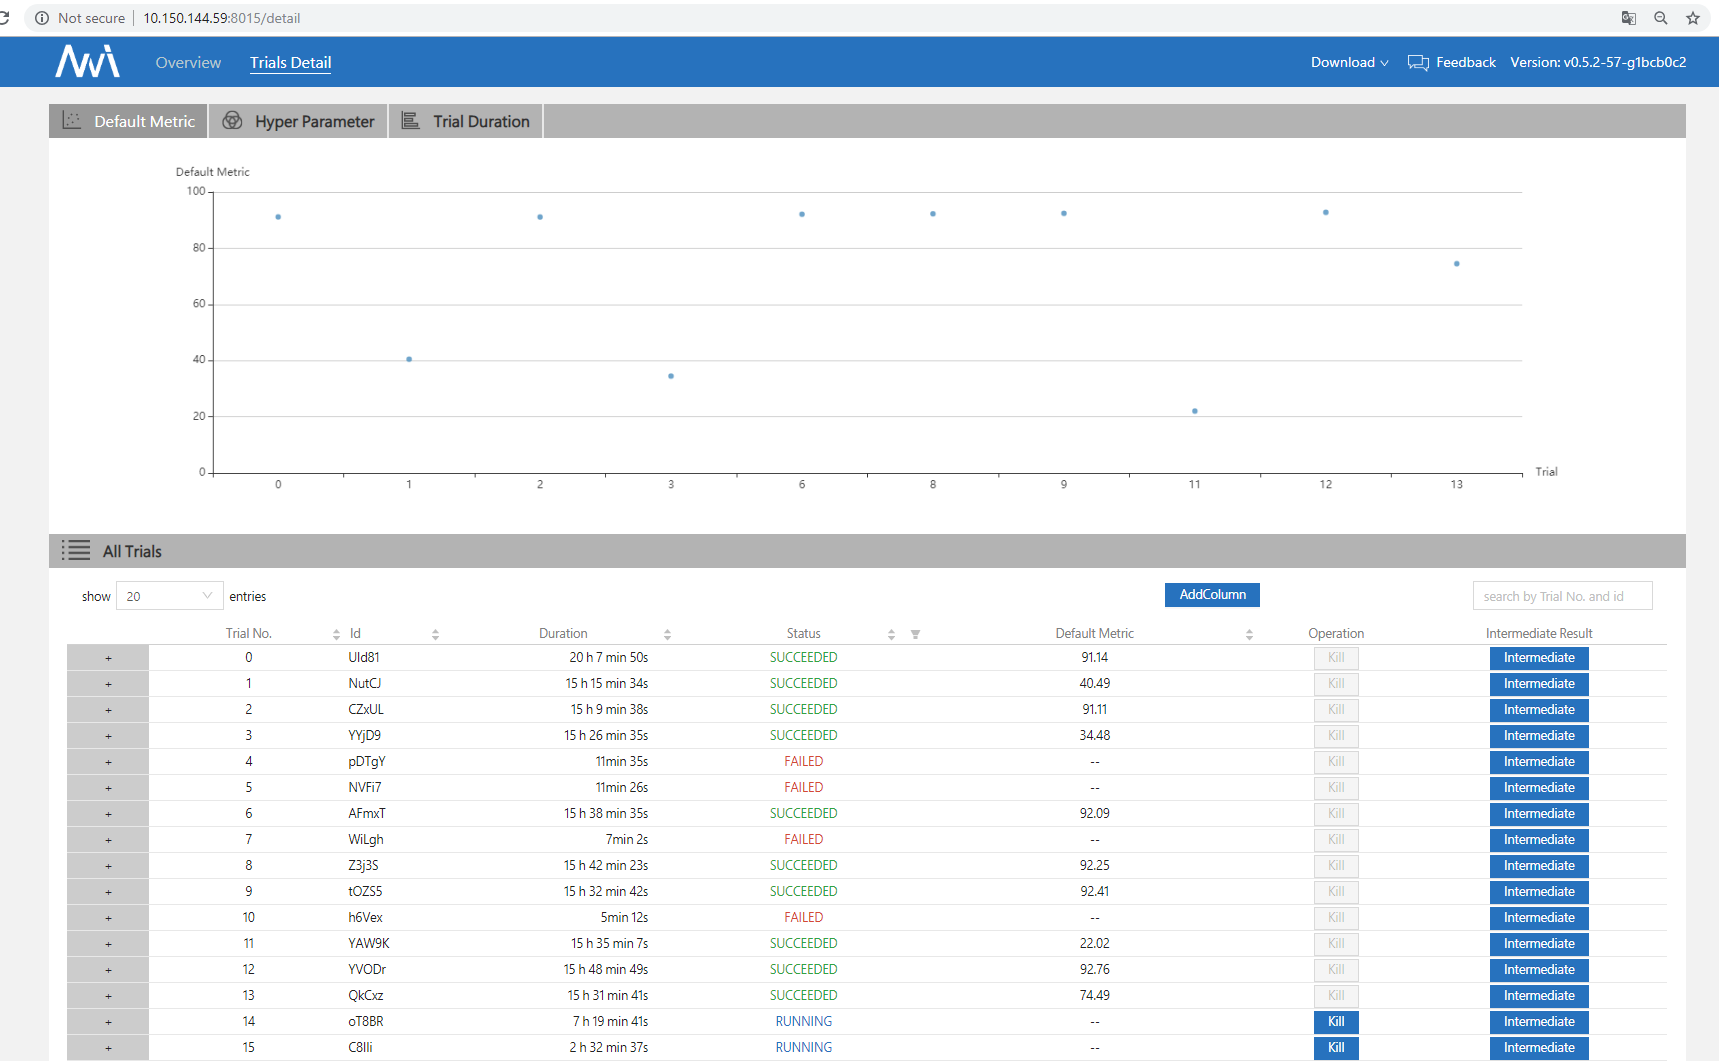 Not secure 10.150.144.59:8015/detail
Overview Trials Detail Download Feedback Version: v0.5.2-57-g1bcb0c2
Default Metric Hyper Parameter Trial Duration
Default Metric
100
80
60
40
20
0
Trial
0 1 2 3 6 8 9 11 12 13
All Trials
show 20 entries AddColumn search by Trial No. and id
Trial No. Id Duration Status Default Metric Operation Intermediate Result
+ 0 Uld81 20 h 7 min 50s SUCCEEDED 91.14 Kill Intermediate
+ 1 NutCJ 15 h 15 min 34s SUCCEEDED 40.49 Kill Intermediate
+ 2 CZxUL 15 h 9 min 38s SUCCEEDED 91.11 Kill Intermediate
+ 3 YYjD9 15 h 26 min 35s SUCCEEDED 34.48 Kill Intermediate
+ 4 pDTgY 11min 35s FAILED -- Kill Intermediate
+ 5 NVFi7 11min 26s FAILED -- Kill Intermediate
+ 6 AFmxT 15 h 38 min 35s SUCCEEDED 92.09 Kill Intermediate
+ 7 WiLgh 7min 2s FAILED -- Kill Intermediate
+ 8 Z3j3S 15 h 42 min 23s SUCCEEDED 92.25 Kill Intermediate
+ 9 tOZS5 15 h 32 min 42s SUCCEEDED 92.41 Kill Intermediate
+ 10 h6Vex 5min 12s FAILED -- Kill Intermediate
+ 11 YAW9K 15 h 35 min 7s SUCCEEDED 22.02 Kill Intermediate
+ 12 YVODr 15 h 48 min 49s SUCCEEDED 92.76 Kill Intermediate
+ 13 QkCxz 15 h 31 min 41s SUCCEEDED 74.49 Kill Intermediate
+ 14 oT8BR 7 h 19 min 41s RUNNING -- Kill Intermediate
+ 15 C8lli 2 h 32 min 37s RUNNING -- Kill Intermediate